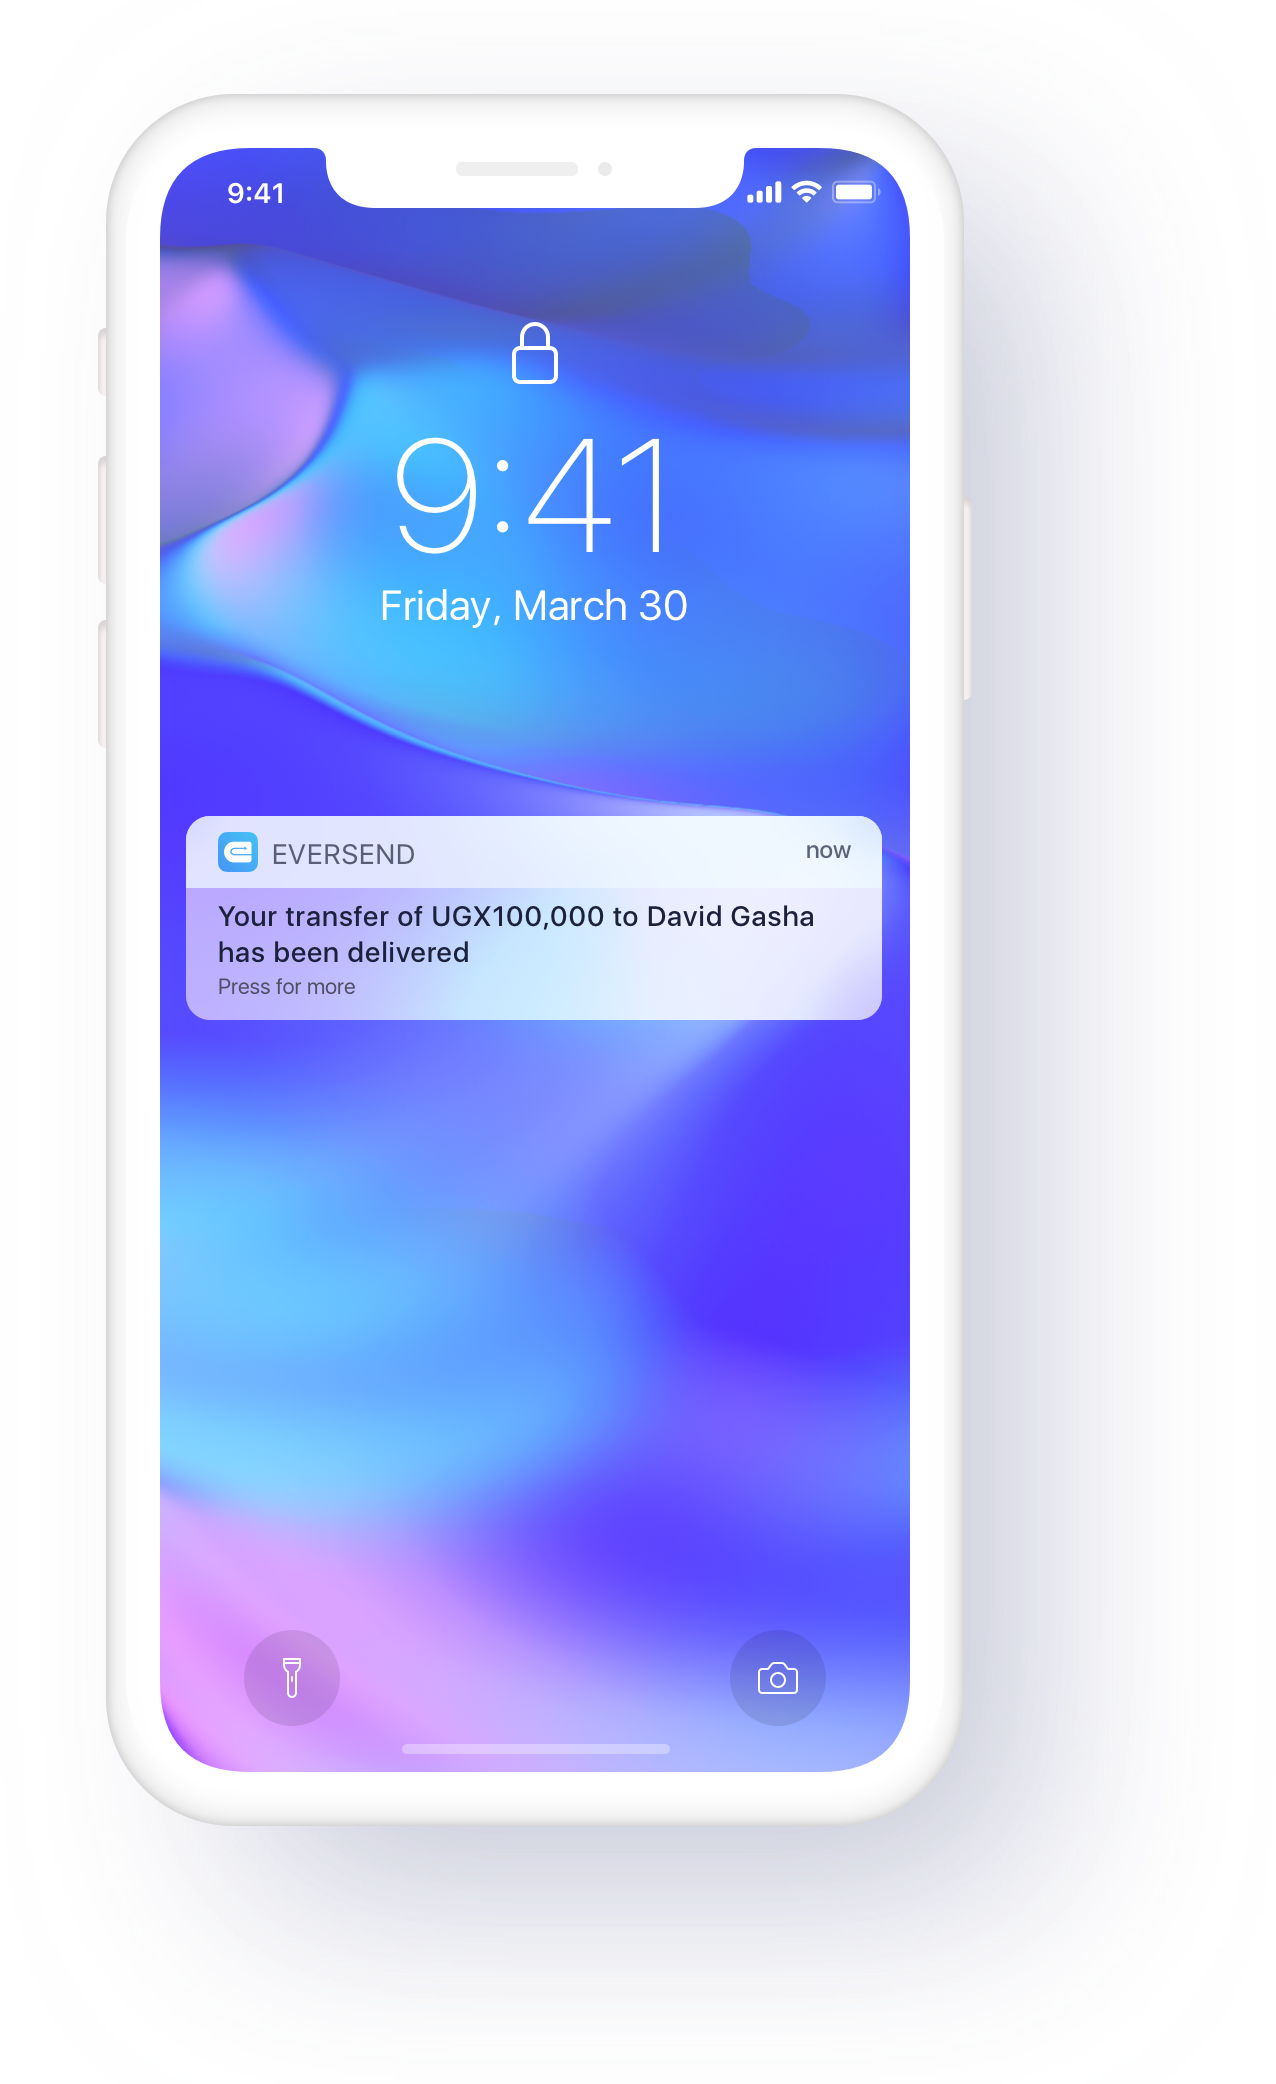 9:41
9:41
Friday, March 30
EVERSEND
now
Your transfer of UGX100,000 to David Gasha
has been delivered
Press for more